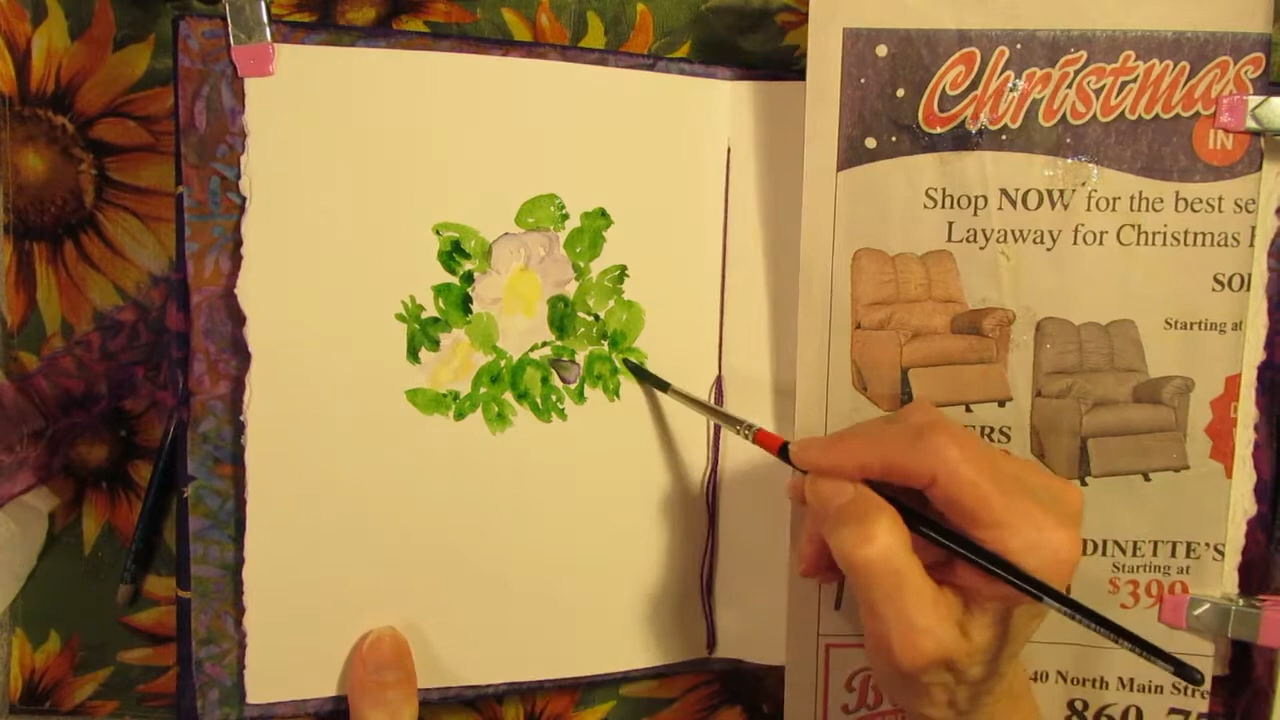 Christmas
IN
Shop NOW for the best se
Layaway for Christmas
Starting at
ERS
DINETTE'S
Starting at
$399
40 North Main Stre
860-7